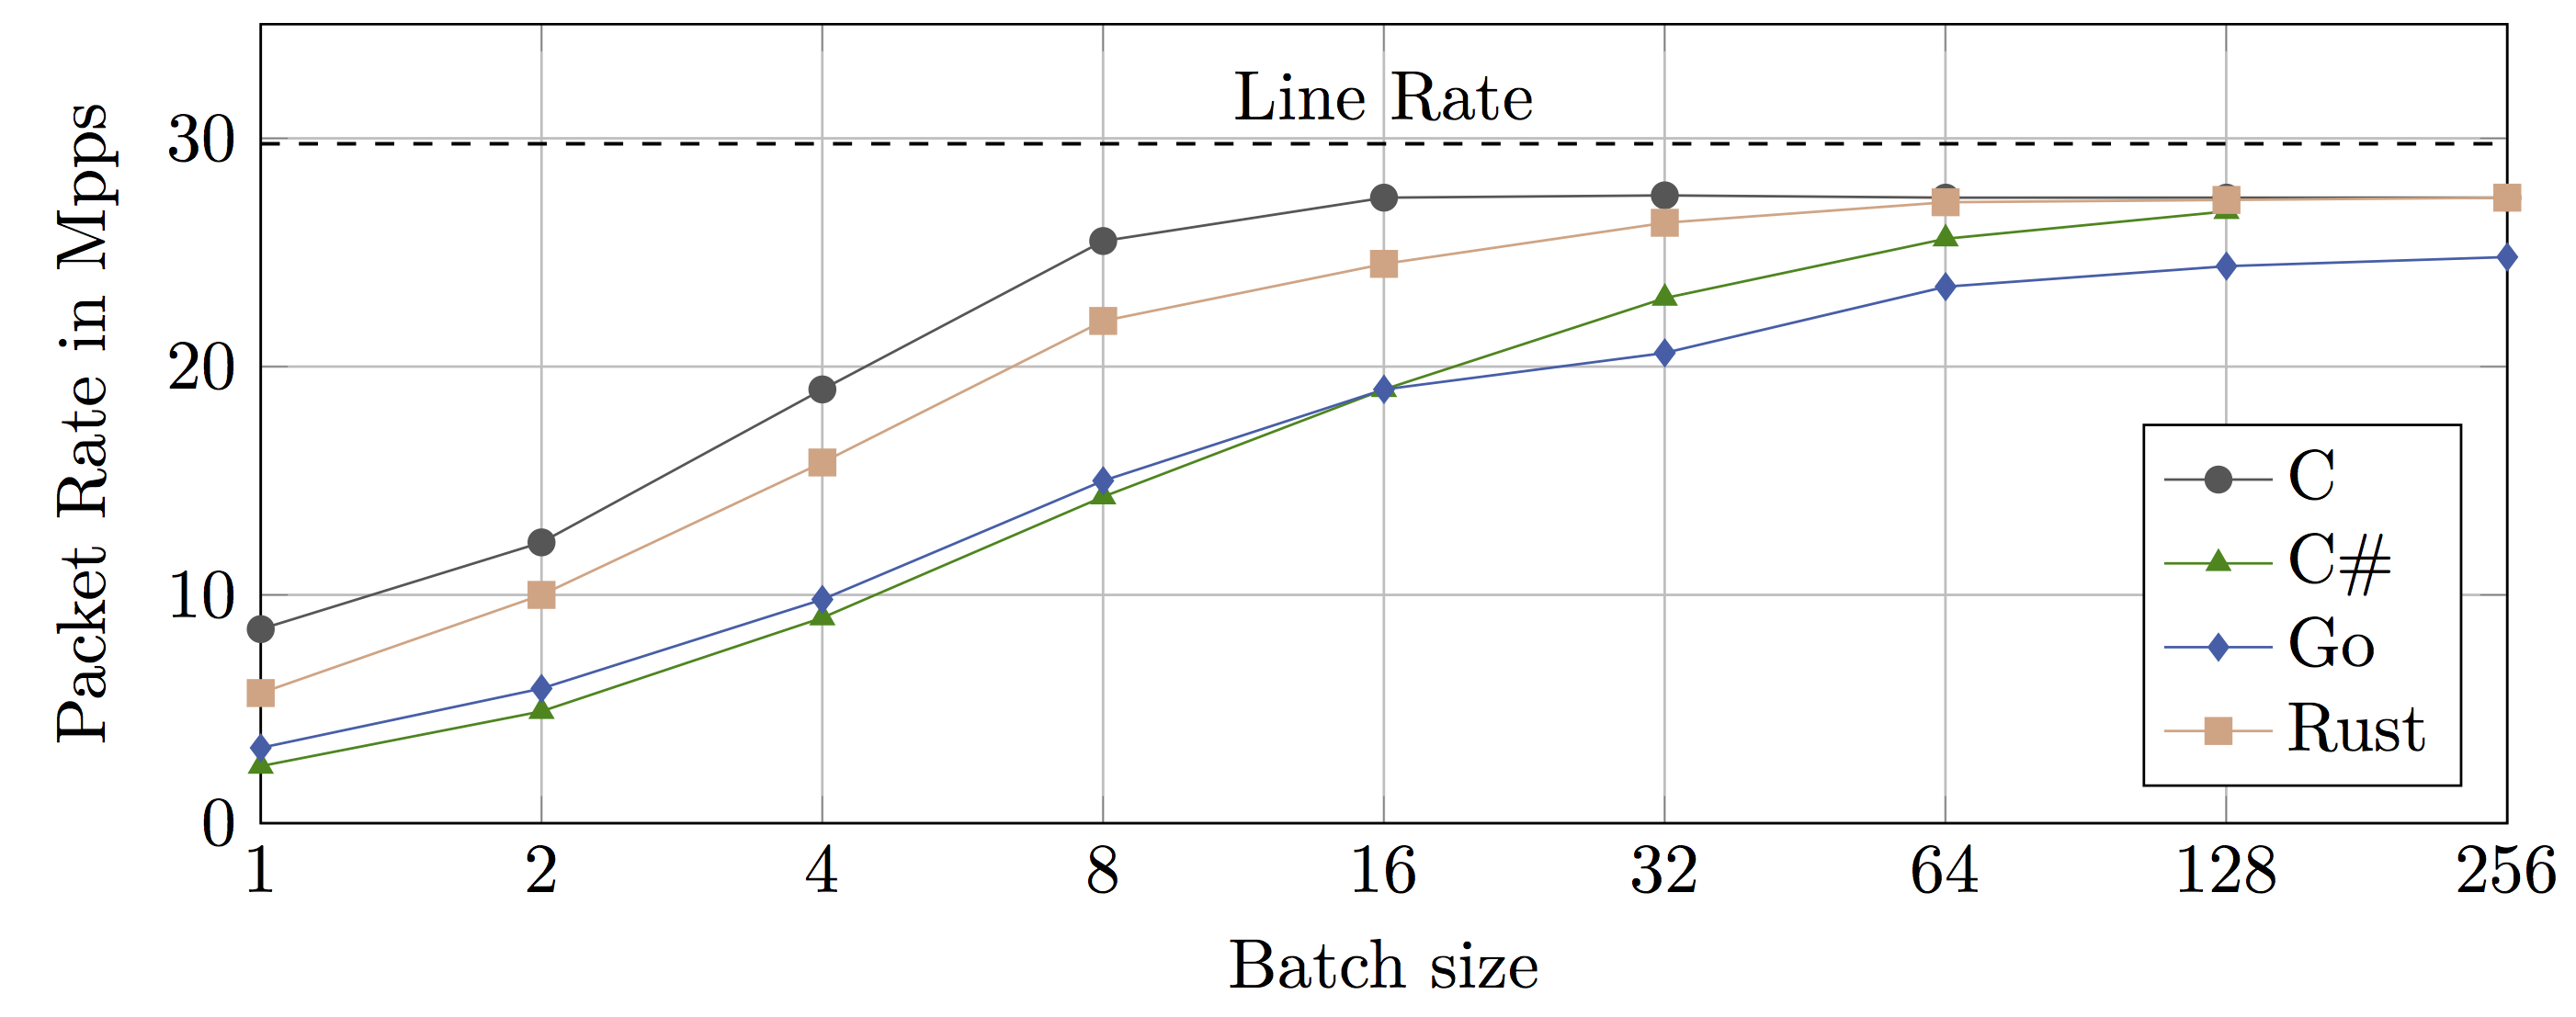 Line Rate
Packet Rate in Mpps
30
20
10
0
C
C#
Go
Rust
1 2 4 8 16 32 64 128 256
Batch size